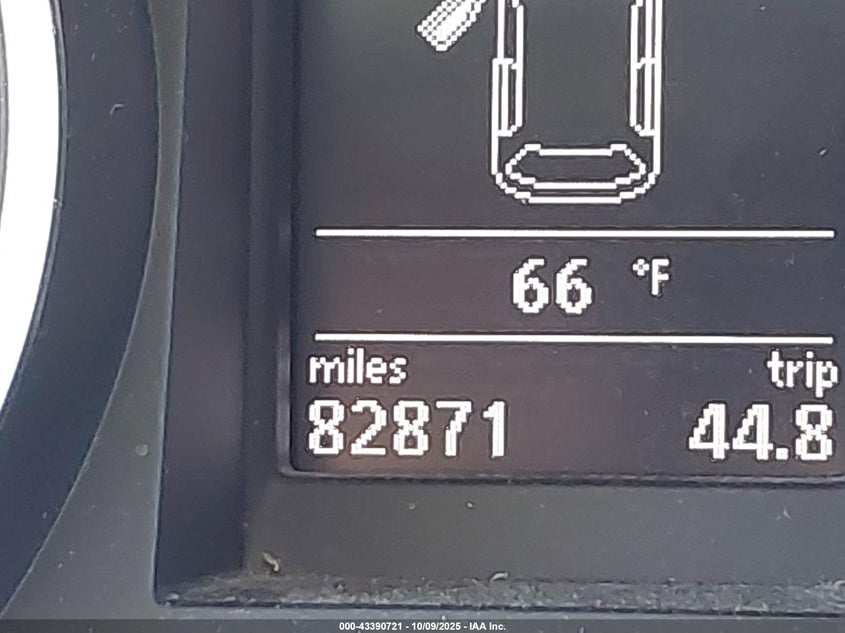 66 °F
miles trip
82871 44.8
000-43390721 - 10/09/2025 - IAA Inc.